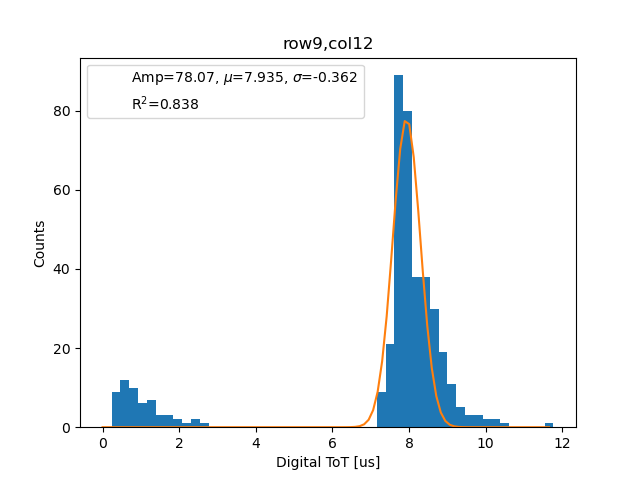 row9,col12
Amp=78.07, μ=7.935, σ=-0.362
R²=0.838
Counts
80
60
40
20
0
0 2 4 6 8 10 12
Digital ToT [us]